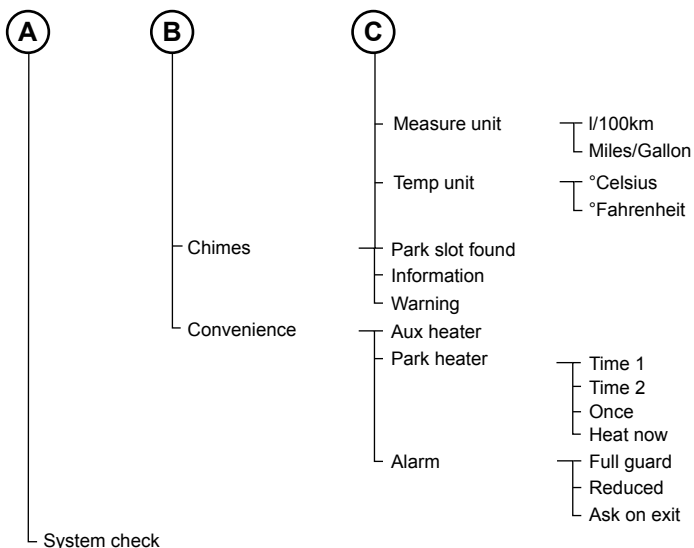 A B C
Measure unit
l/100km
Miles/Gallon
Temp unit
°Celsius
°Fahrenheit
Chimes
Park slot found
Information
Warning
Convenience
Aux heater
Park heater
Time 1
Time 2
Once
Heat now
Alarm
Full guard
Reduced
Ask on exit
System check